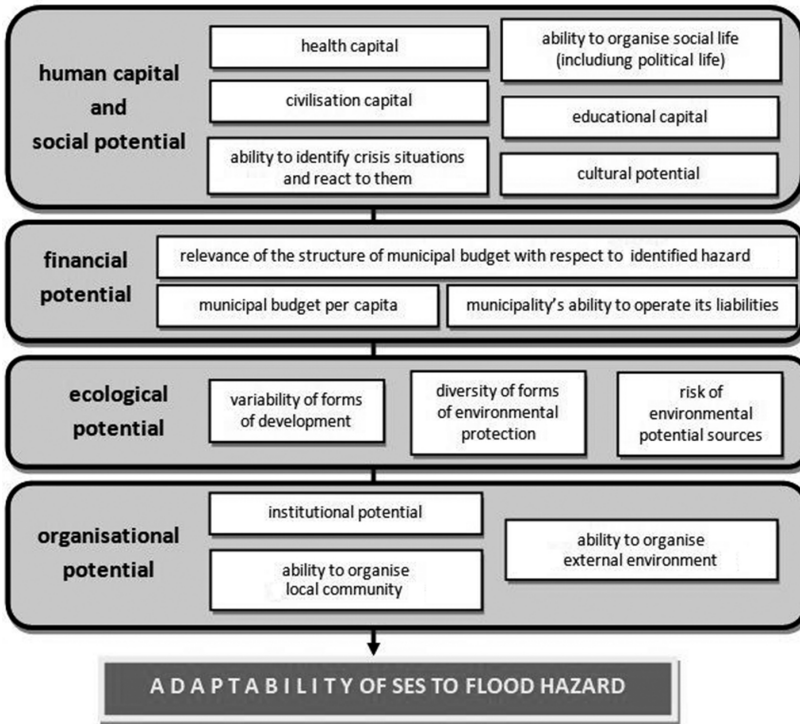 human capital
and
social potential
health capital
civilisation capital
ability to identify crisis situations
and react to them
ability to organise social life
(incluidung political life)
educational capital
cultural potential
financial
potential
relevance of the structure of municipal budget with respect to identified hazard
municipal budget per capita
municipality's ability to operate its liabilities
ecological
potential
variability of forms
of development
diversity of forms
of environmental
protection
risk of
environmental
potential sources
organisational
potential
institutional potential
ability to organise
local community
ability to organise
external environment
A D A P T A B I L I T Y OF SES TO FLOOD HAZARD